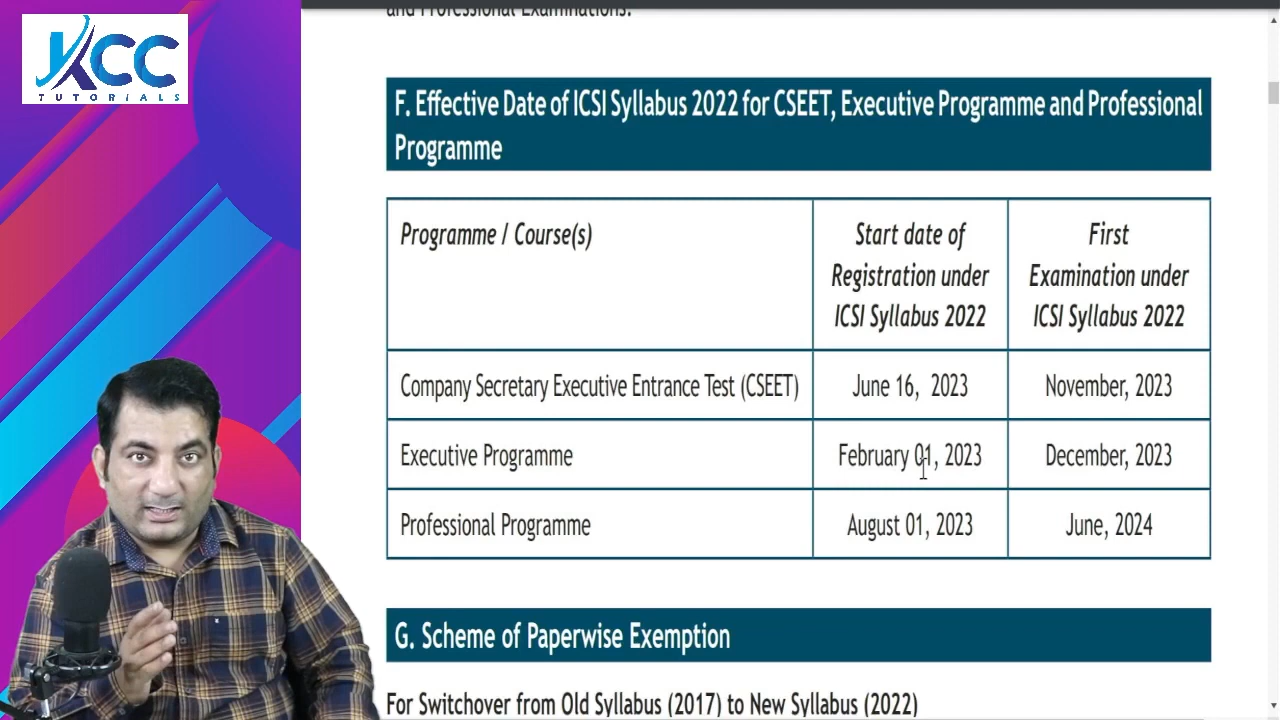 KCC
TUTORIALS
and Professional Examinations.
F. Effective Date of ICSI Syllabus 2022 for CSEET, Executive Programme and Professional
Programme
Programme / Course(s)
Start date of
Registration under
ICSI Syllabus 2022
First
Examination under
ICSI Syllabus 2022
Company Secretary Executive Entrance Test (CSEET) June 16, 2023 November, 2023
Executive Programme February 01, 2023 December, 2023
Professional Programme August 01, 2023 June, 2024
G. Scheme of Paperwise Exemption
For Switchover from Old Syllabus (2017) to New Syllabus (2022)